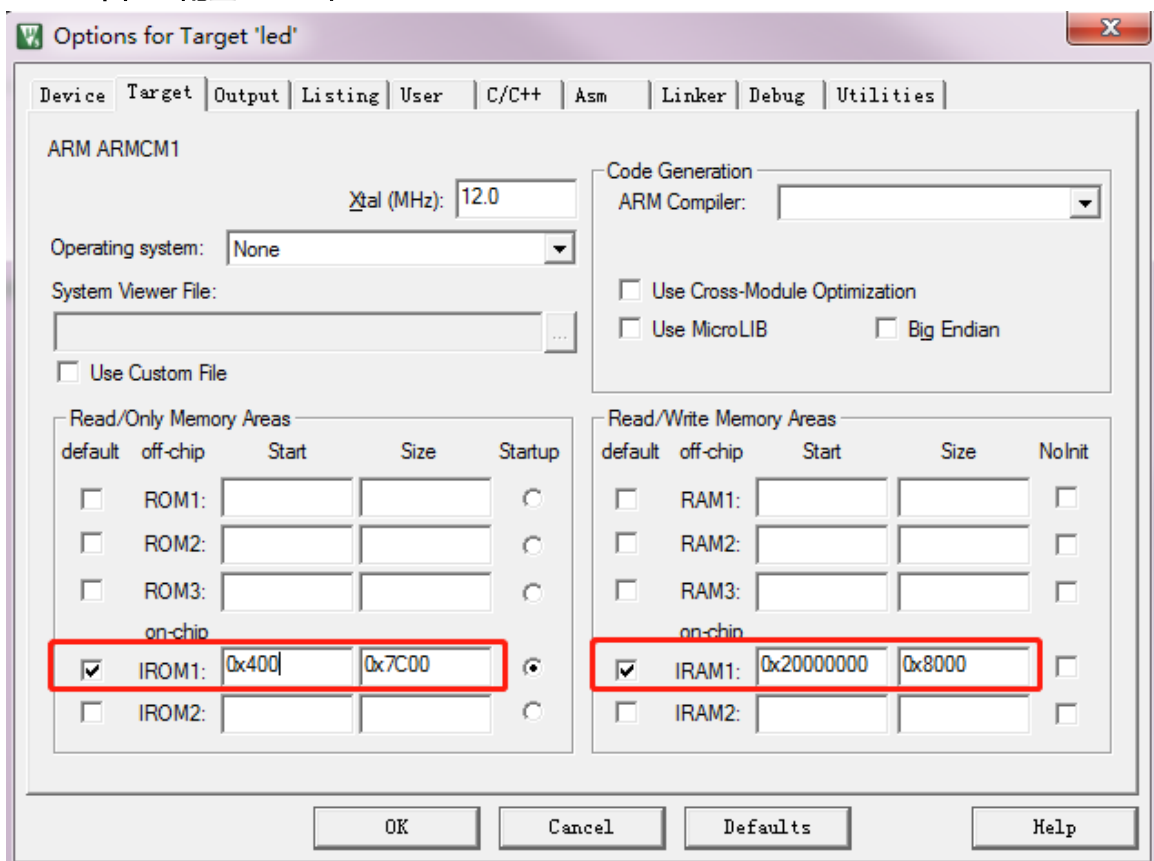 Options for Target 'led'
Device Target Output Listing User C/C++ Asm Linker Debug Utilities
ARM ARMCM1
Xtal (MHz): 12.0
Operating system: None
System Viewer File:
...
Use Custom File
Code Generation
ARM Compiler:
Use Cross-Module Optimization
Use MicroLIB Big Endian
Read/Only Memory Areas
default off-chip Start Size Startup
ROM1:
ROM2:
ROM3:
on-chip
IROM1: 0x400 0x7C00
IROM2:
Read/Write Memory Areas
default off-chip Start Size NoInit
RAM1:
RAM2:
RAM3:
on-chip
IRAM1: 0x20000000 0x8000
IRAM2:
OK Cancel Defaults Help